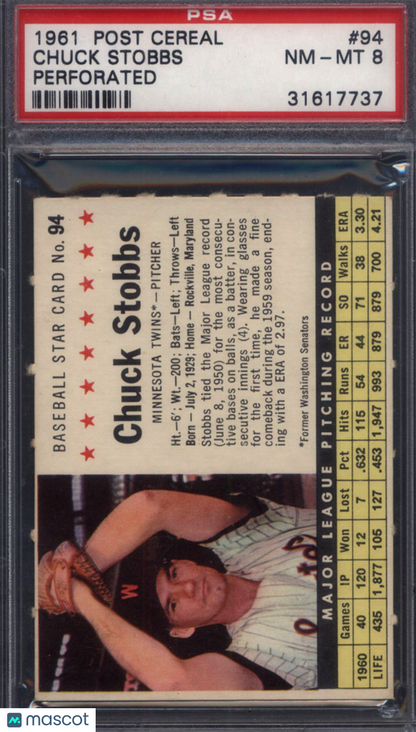 PSA
1961 POST CEREAL #94
CHUCK STOBBS NM-MT 8
PERFORATED
31617737
BASEBALL STAR CARD No. 94
Chuck Stobbs
MINNESOTA TWINS*—PITCHER
Ht.—6'; Wt.—200; Bats—Left; Throws—Left
Born — July 2, 1929; Home — Rockville, Maryland
Stobbs tied the Major League record
(June 8, 1950) for the most consecu-
tive bases on balls, as a batter, in con-
secutive innings (4). Wearing glasses
for the first time, he made a fine
comeback during the 1959 season, end-
ing with a ERA of 2.97.
*Former Washington Senators
W
MAJOR LEAGUE PITCHING RECORD
Games IP Won Lost Pct Hits Runs ER SO Walks ERA
1960 40 120 12 7 .632 115 54 44 71 38 3.30
LIFE 435 1,877 105 127 .453 1,947 993 879 879 700 4.21
mascot